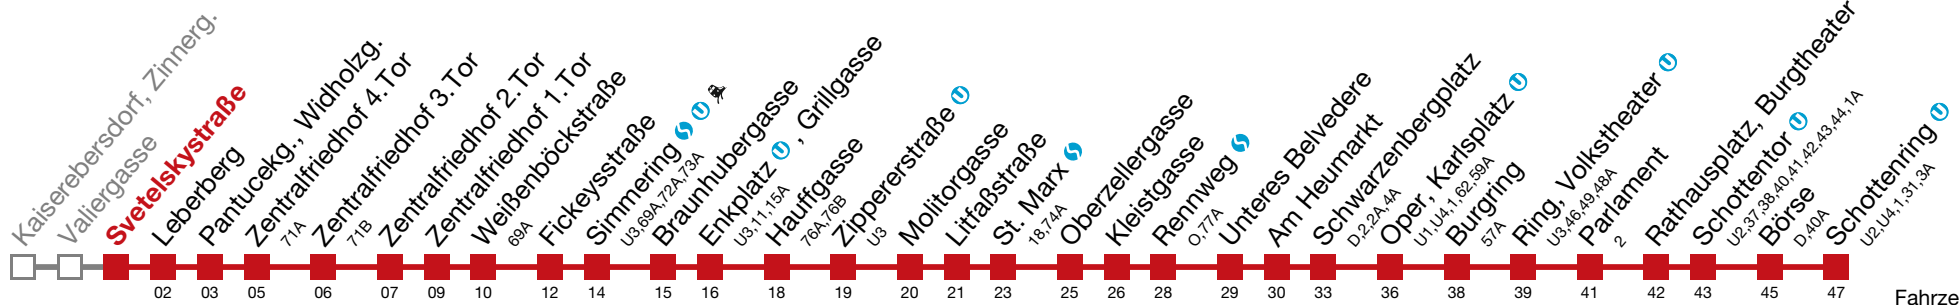 Kaiserebersdorf, Zinnerg.
Valiergasse
Svetelskystraße
Leberberg
Pantucekg., Widholzg.
Zentralfriedhof 4.Tor
71A
Zentralfriedhof 3.Tor
71B
Zentralfriedhof 2.Tor
Zentralfriedhof 1.Tor
Weißenböckstraße
69A
Fickeysstraße
Simmering S U
U3,69A,72A,73A
Braunhubergasse
Enkplatz U , Grillgasse
U3,11,15A
Hauffgasse
76A,76B
Zippererstraße U
U3
Molitorgasse
Litfaßstraße
St. Marx S
18,74A
Oberzellergasse
Kleistgasse
Rennweg S
O,77A
Unteres Belvedere
Am Heumarkt
Schwarzenbergplatz
D,2,2A,4A
Oper, Karlsplatz U
U1,U4,1,62,59A
Burgring
57A
Ring, Volkstheater U
U3,46,49,48A
Parlament
2
Rathausplatz, Burgtheater
Schottentor U
U2,37,38,40,41,42,43,44,1A
Börse
D,40A
Schottenring U
U2,U4,1,31,3A
02 03 05 06 07 09 10 12 14 15 16 18 19 20 21 23 25 26 28 29 30 33 36 38 39 41 42 43 45 47
Fahrze